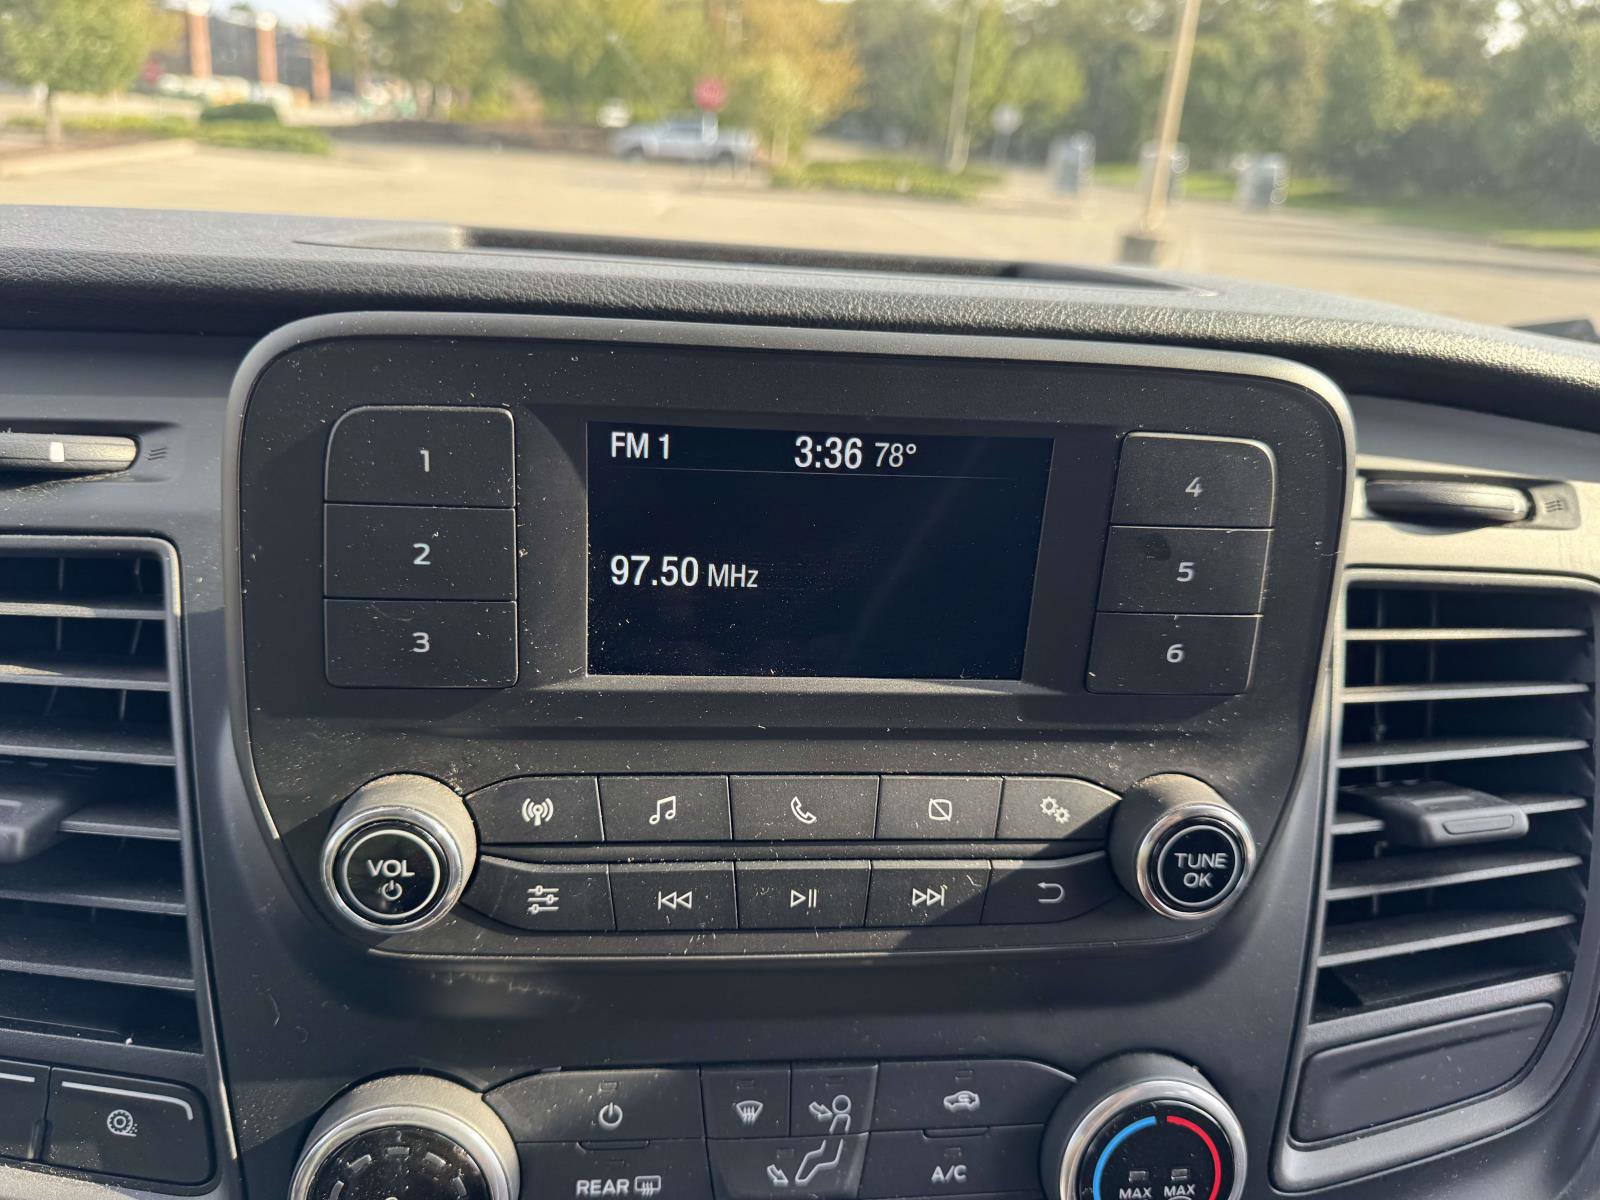 FM 1 3:36 78°
97.50 MHz
1
2
3
4
5
6
VOL
TUNE
OK
REAR
A/C
MAX MAX